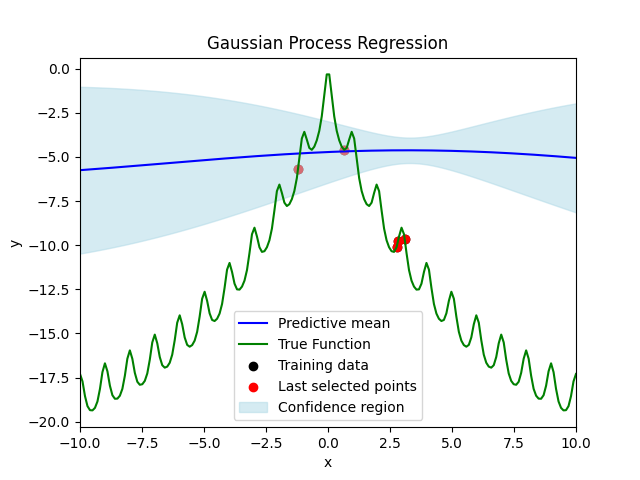 Gaussian Process Regression
y
0.0
−2.5
−5.0
−7.5
−10.0
−12.5
−15.0
−17.5
−20.0
Predictive mean
True Function
Training data
Last selected points
Confidence region
−10.0 −7.5 −5.0 −2.5 0.0 2.5 5.0 7.5 10.0
x